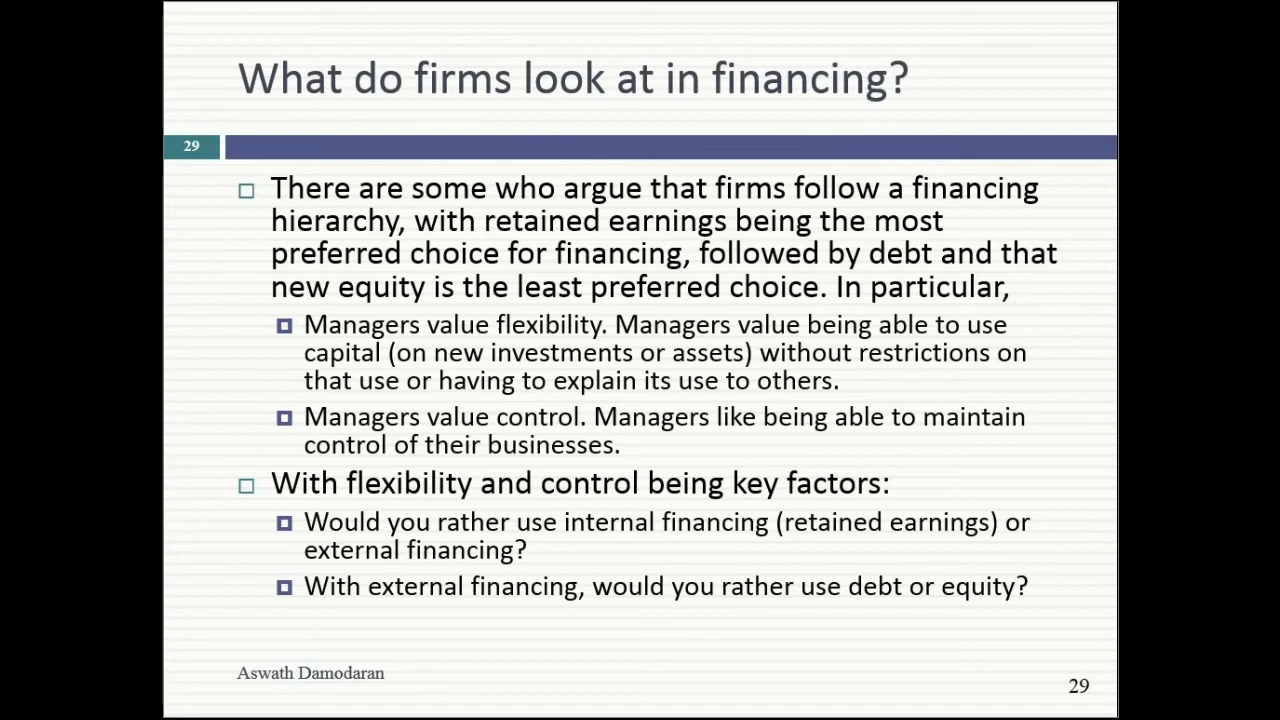 What do firms look at in financing?
29
There are some who argue that firms follow a financing
hierarchy, with retained earnings being the most
preferred choice for financing, followed by debt and that
new equity is the least preferred choice. In particular,
Managers value flexibility. Managers value being able to use
capital (on new investments or assets) without restrictions on
that use or having to explain its use to others.
Managers value control. Managers like being able to maintain
control of their businesses.
With flexibility and control being key factors:
Would you rather use internal financing (retained earnings) or
external financing?
With external financing, would you rather use debt or equity?
Aswath Damodaran
29